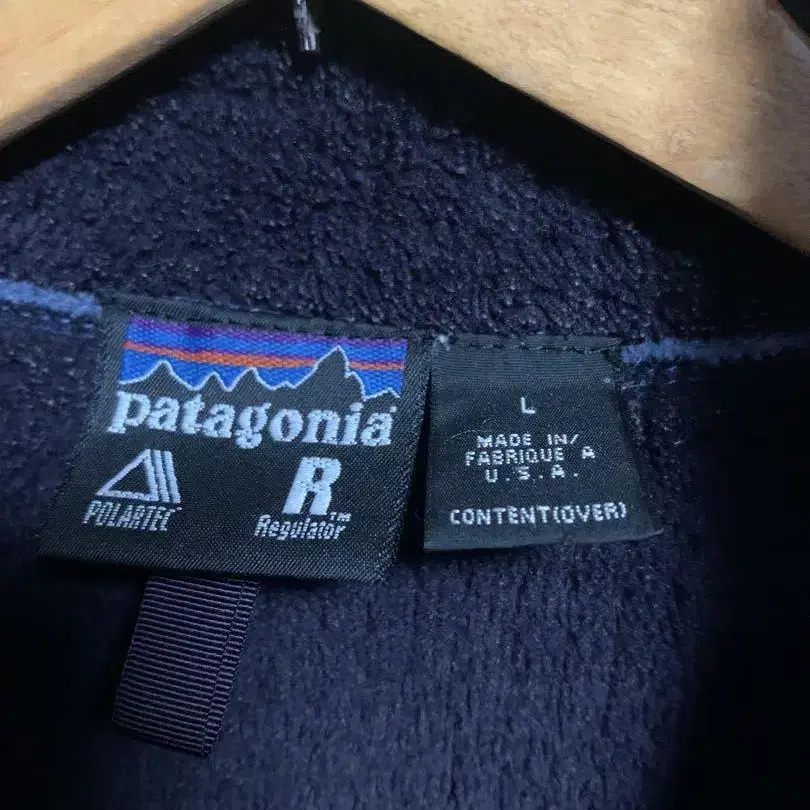 patagonia
POLARTEC
R
Regulator™
L
MADE IN/
FABRIQUE A
U.S.A.
CONTENT(OVER)